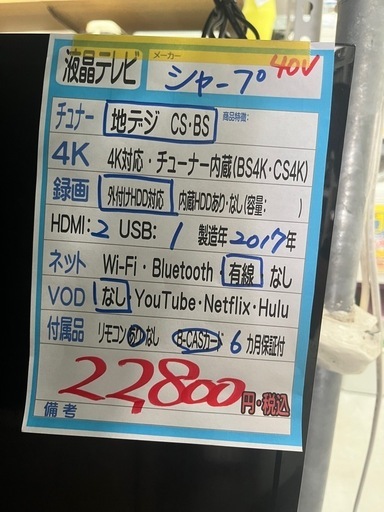 液晶テレビ メーカー シャープ 40V
チュナー 地デジ CS・BS 商品特徴:
4K 4K対応・チューナー内蔵(BS4K・CS4K)
録画 外付けHDD対応 内蔵HDDあり・なし(容量: )
HDMI:2 USB:1 製造年2017年
ネット Wi-Fi・Bluetooth・有線 なし
VOD なし YouTube・Netflix・Hulu
付属品 リモコンあり・なし B-CASカード 6カ月保証付
22,800円・税込
備考